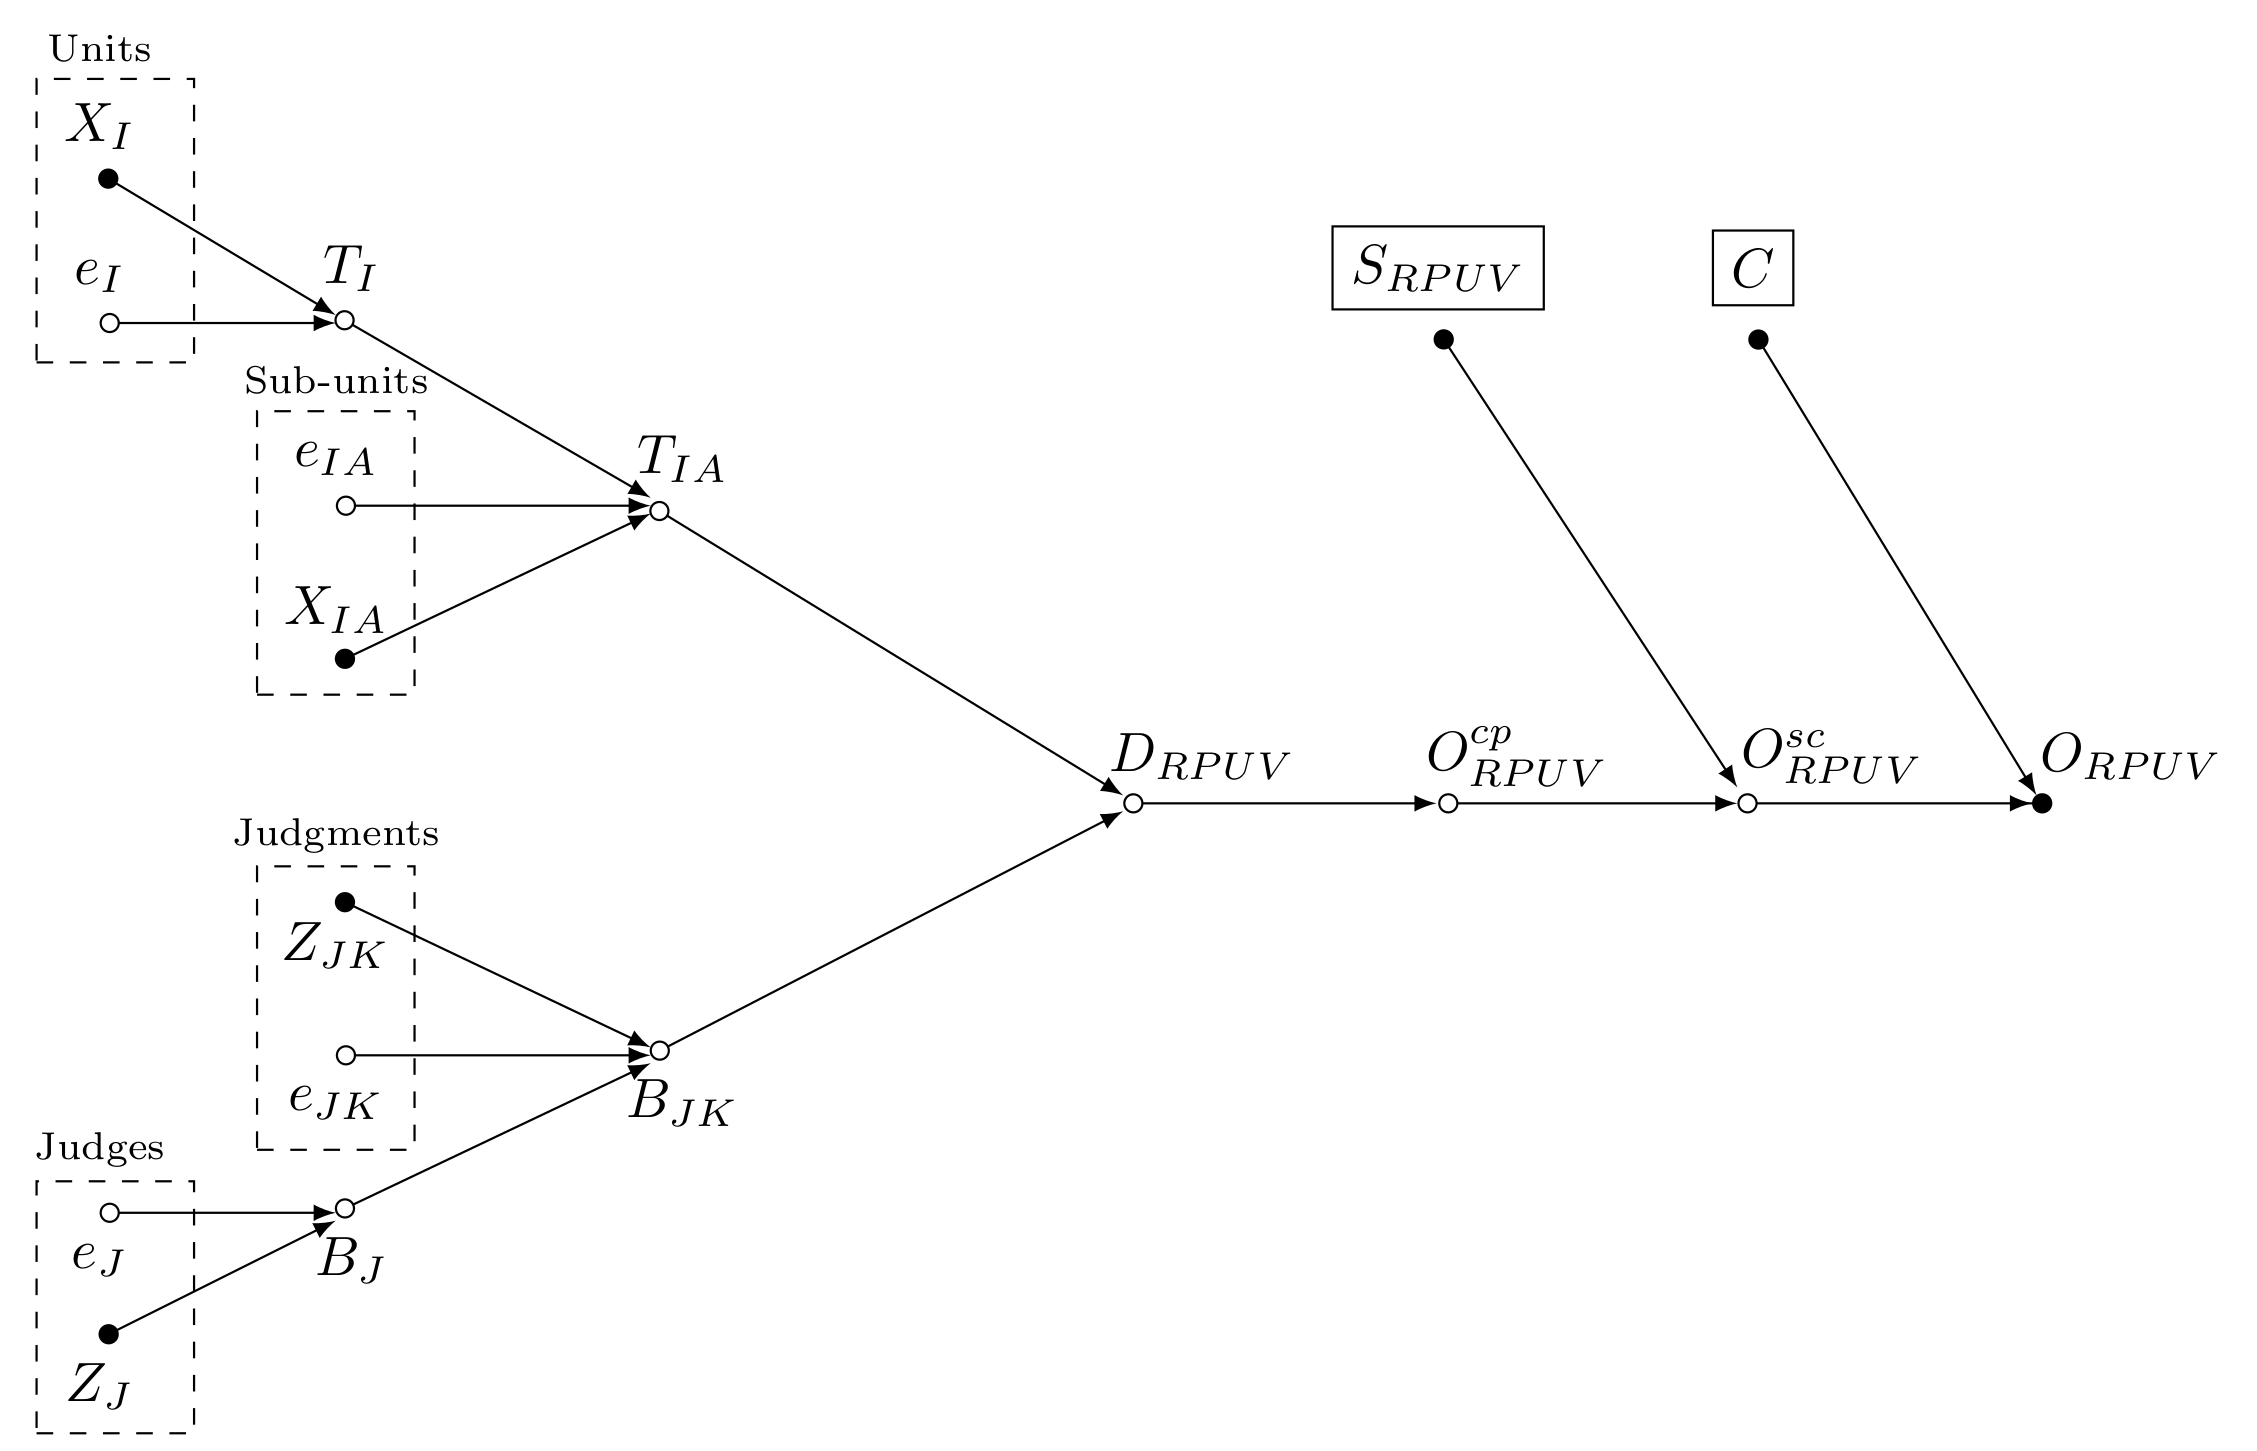 Units
X_I
e_I
T_I
S_{RPUV}
C
Sub-units
e_{IA}
T_{IA}
X_{IA}
D_{RPUV}
O^{cp}_{RPUV}
O^{sc}_{RPUV}
O_{RPUV}
Judgments
Z_{JK}
e_{JK}
B_{JK}
Judges
e_J
B_J
Z_J